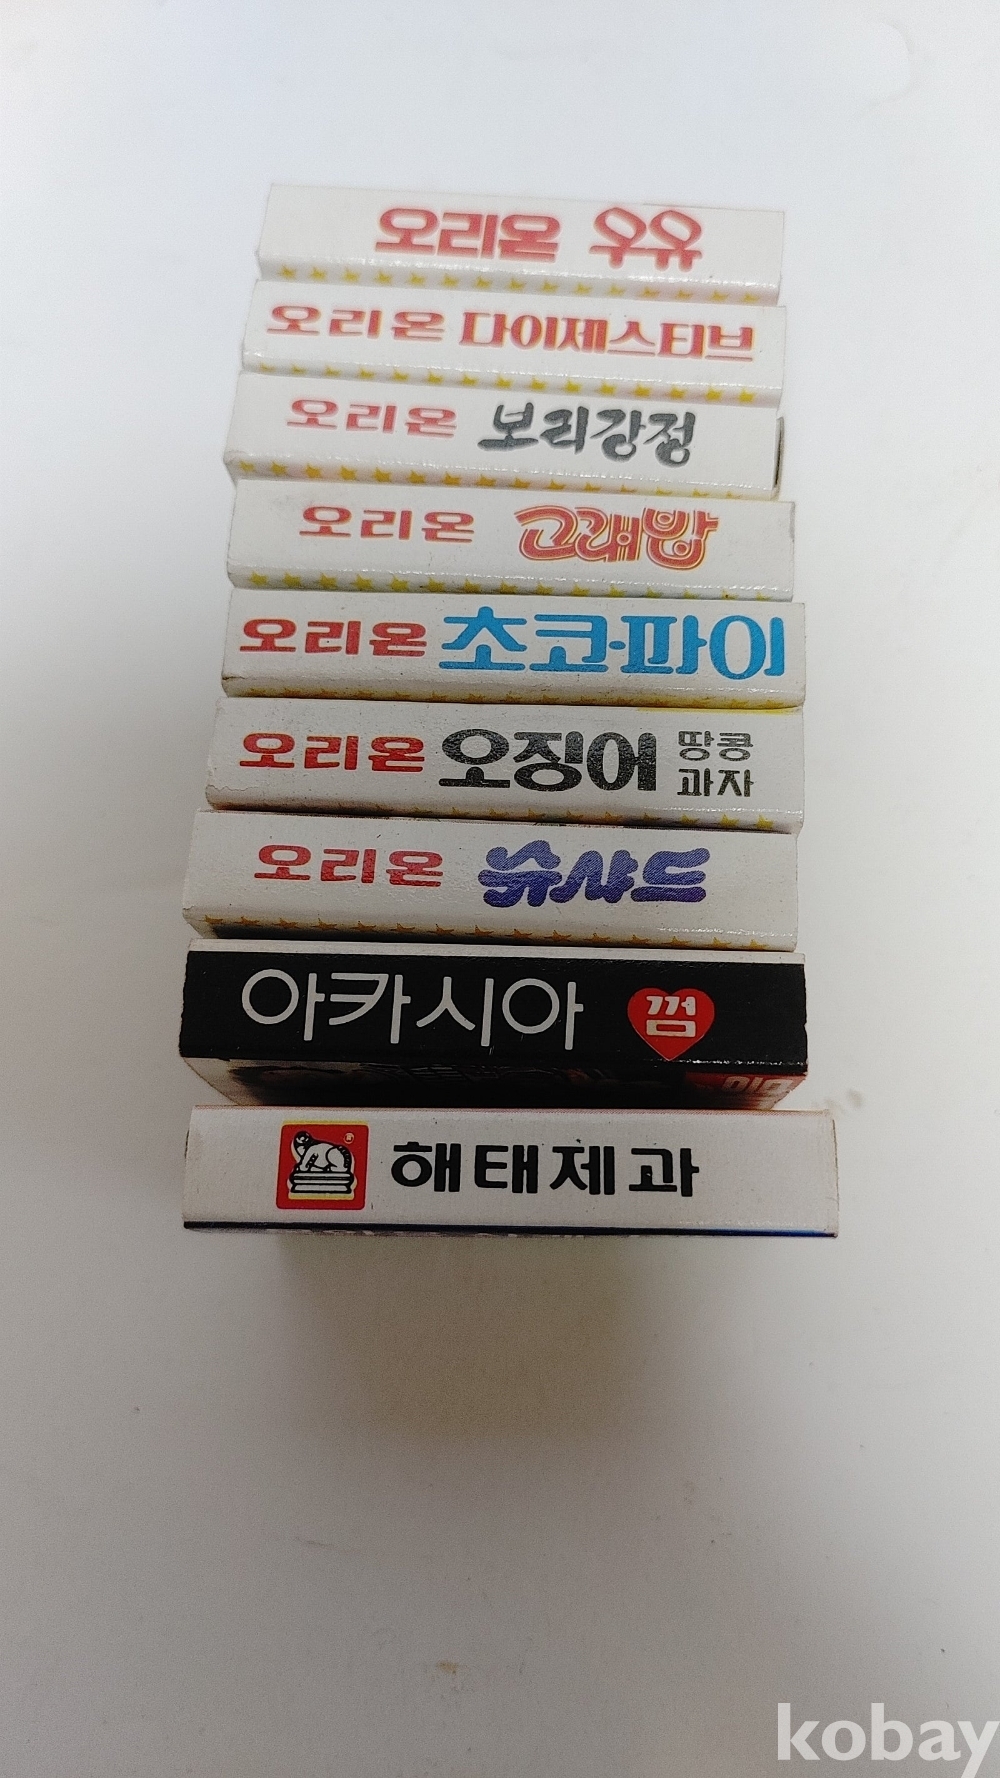 오리온 우유
오리온 다이제스티브
오리온 보리강정
오리온 고래밥
오리온 초코·파이
오리온 오징어 땅콩
과자
오리온 슈샤드
아카시아 껌
해태제과
kobay